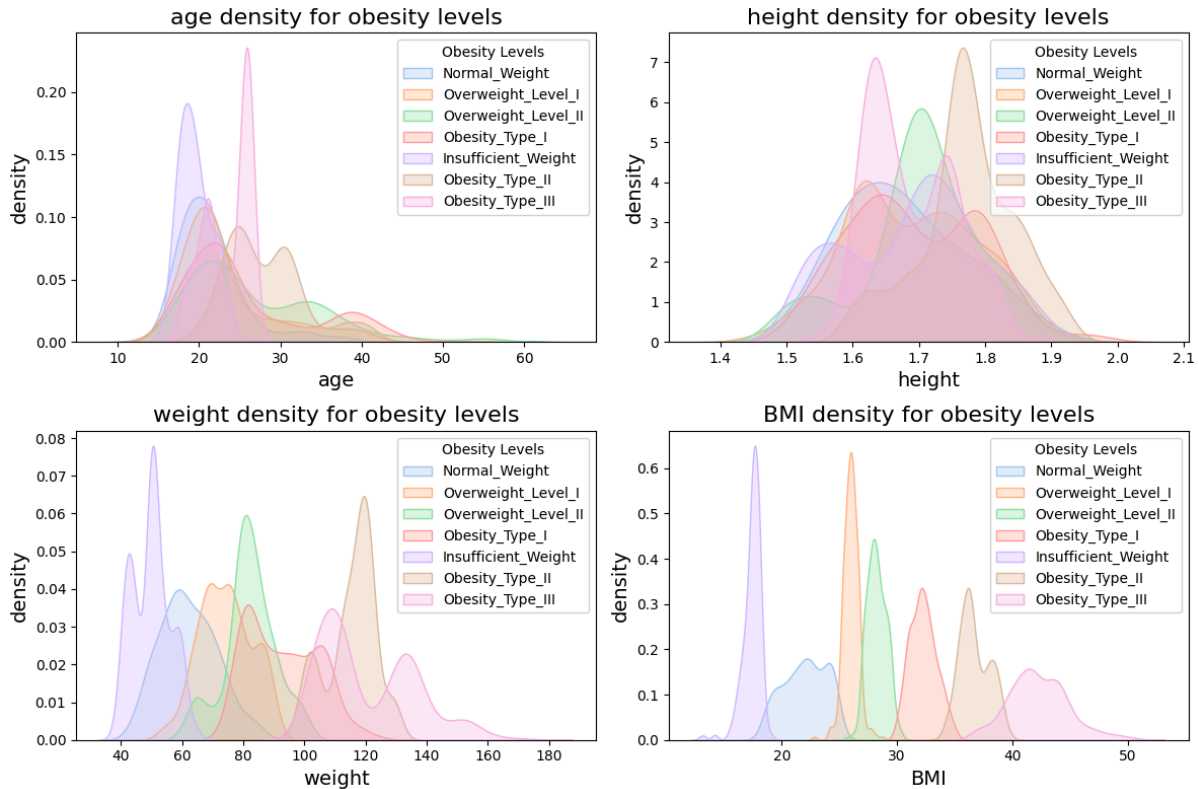 age density for obesity levels
density
0.20
0.15
0.10
0.05
0.00
Obesity Levels
Normal_Weight
Overweight_Level_I
Overweight_Level_II
Obesity_Type_I
Insufficient_Weight
Obesity_Type_II
Obesity_Type_III
10 20 30 40 50 60
age
height density for obesity levels
density
7
6
5
4
3
2
1
0
Obesity Levels
Normal_Weight
Overweight_Level_I
Overweight_Level_II
Obesity_Type_I
Insufficient_Weight
Obesity_Type_II
Obesity_Type_III
1.4 1.5 1.6 1.7 1.8 1.9 2.0 2.1
height
weight density for obesity levels
density
0.08
0.07
0.06
0.05
0.04
0.03
0.02
0.01
0.00
Obesity Levels
Normal_Weight
Overweight_Level_I
Overweight_Level_II
Obesity_Type_I
Insufficient_Weight
Obesity_Type_II
Obesity_Type_III
40 60 80 100 120 140 160 180
weight
BMI density for obesity levels
density
0.6
0.5
0.4
0.3
0.2
0.1
0.0
Obesity Levels
Normal_Weight
Overweight_Level_I
Overweight_Level_II
Obesity_Type_I
Insufficient_Weight
Obesity_Type_II
Obesity_Type_III
20 30 40 50
BMI